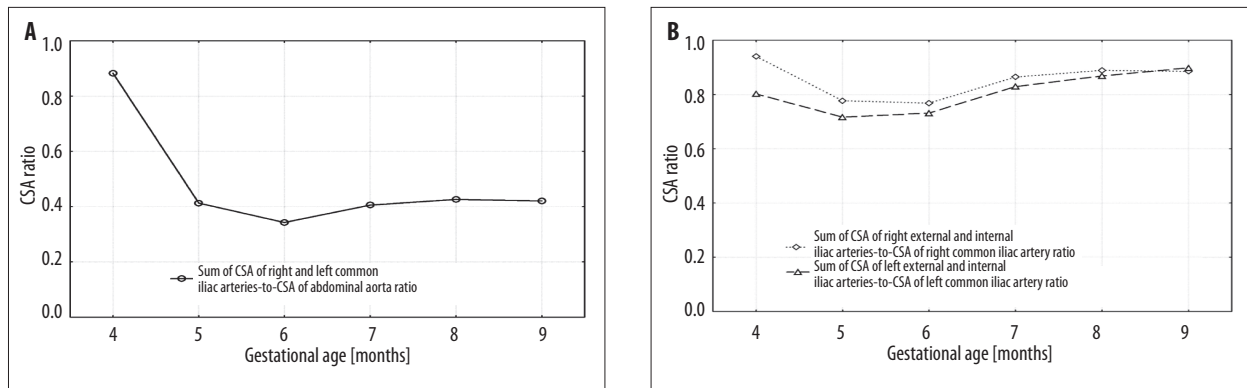 A
1.0
0.8
0.6
0.4
0.2
0.0
CSA ratio
Sum of CSA of right and left common
iliac arteries-to-CSA of abdominal aorta ratio
4 5 6 7 8 9
Gestational age [months]
B
1.0
0.8
0.6
0.4
0.2
0.0
CSA ratio
Sum of CSA of right external and internal
iliac arteries-to-CSA of right common iliac artery ratio
Sum of CSA of left external and internal
iliac arteries-to-CSA of left common iliac artery ratio
4 5 6 7 8 9
Gestational age [months]